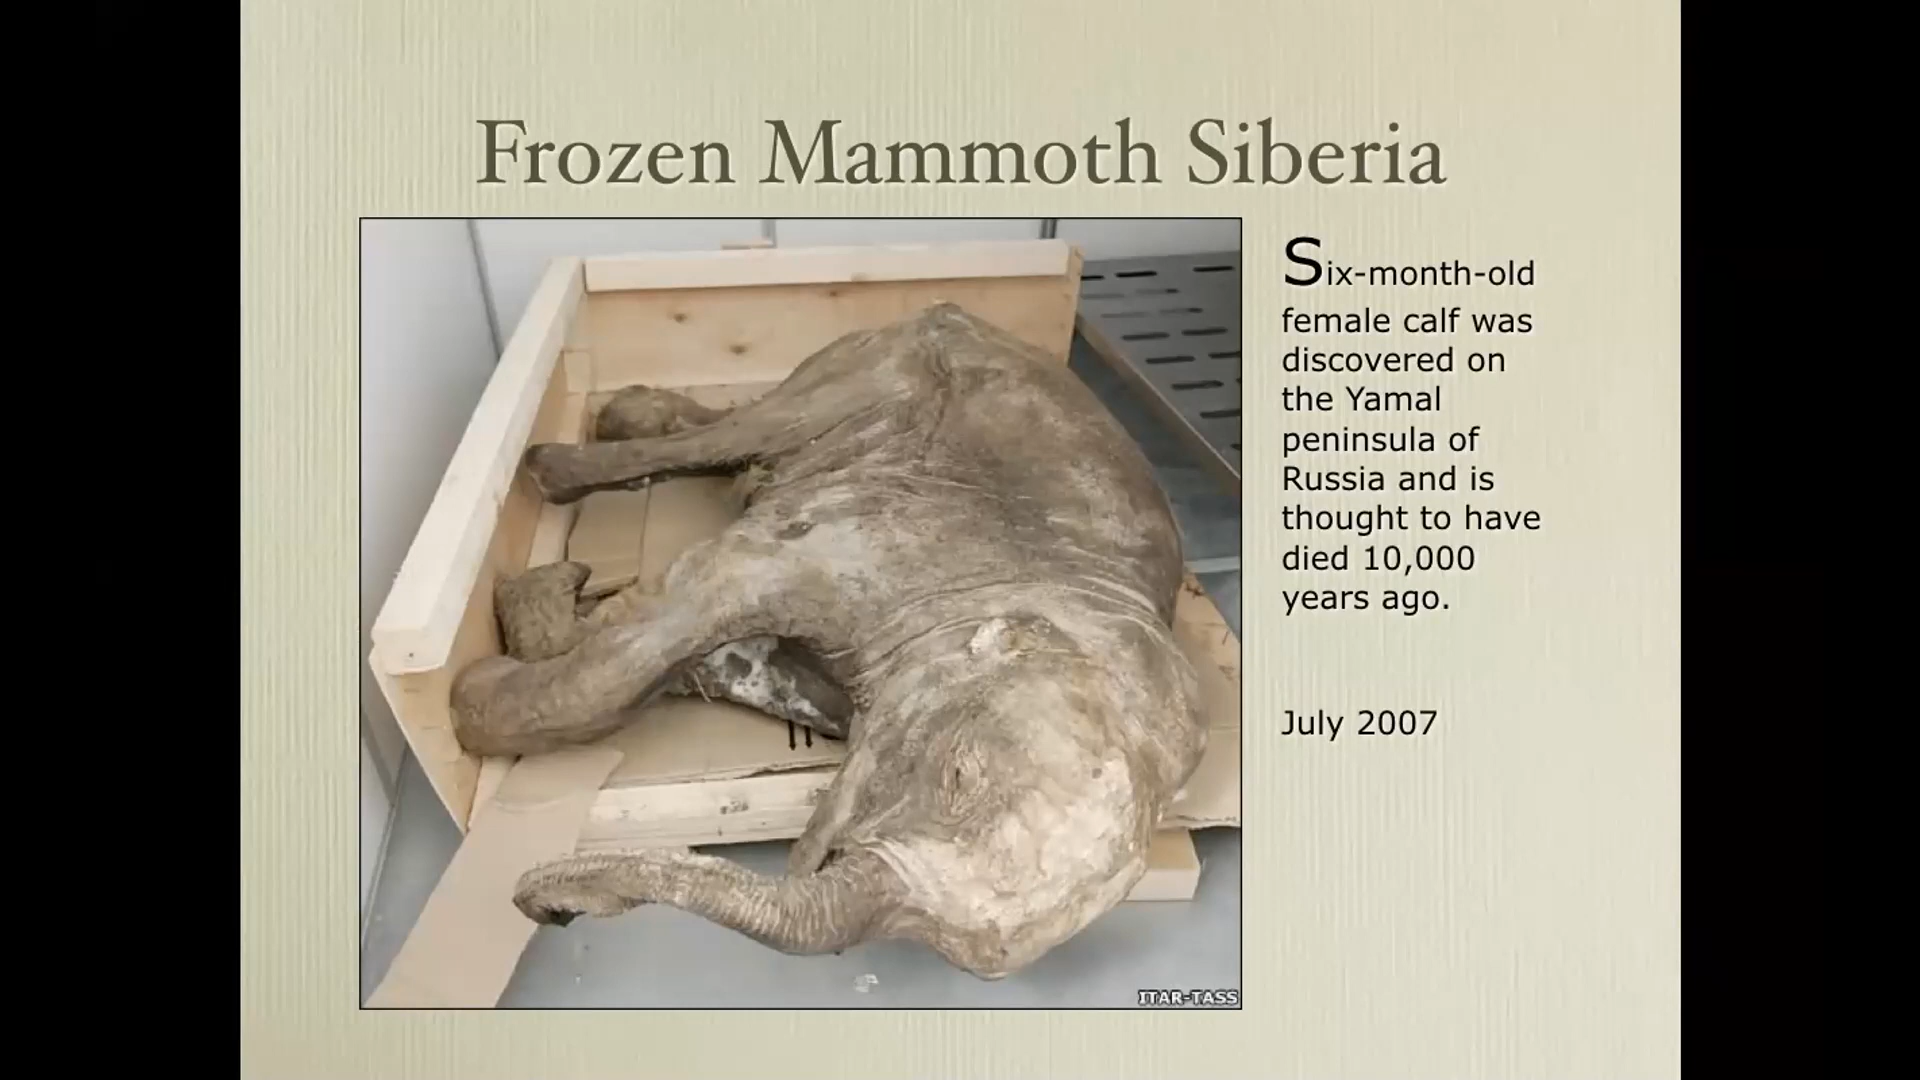 Frozen Mammoth Siberia
Six-month-old
female calf was
discovered on
the Yamal
peninsula of
Russia and is
thought to have
died 10,000
years ago.
July 2007
ITAR-TASS